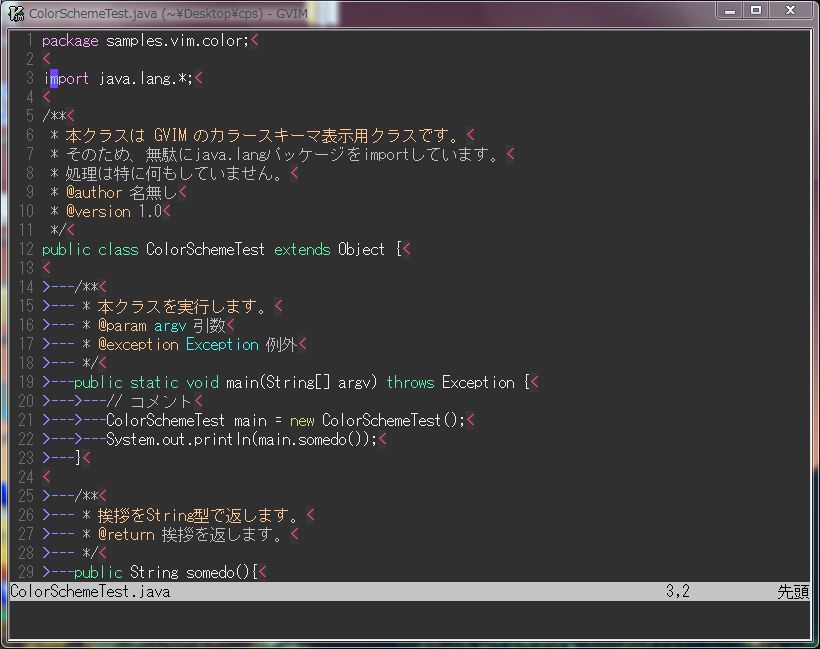 ColorSchemeTest.java (~¥Desktop¥cps) - GVIM
1 package samples.vim.color;<
2 <
3 import java.lang.*;<
4 <
5 /**<
6  * 本クラスは GVIM のカラースキーマ表示用クラスです。<
7  * そのため、無駄にjava.langパッケージをimportしています。<
8  * 処理は特に何もしていません。<
9  * @author 名無し<
10  * @version 1.0<
11  */<
12 public class ColorSchemeTest extends Object {<
13 <
14 >---/**<
15 >--- * 本クラスを実行します。<
16 >--- * @param argv 引数<
17 >--- * @exception Exception 例外<
18 >--- */<
19 >---public static void main(String[] argv) throws Exception {<
20 >--->---// コメント<
21 >--->---ColorSchemeTest main = new ColorSchemeTest();<
22 >--->---System.out.println(main.somedo());<
23 >---}<
24 <
25 >---/**<
26 >--- * 挨拶をString型で返します。<
27 >--- * @return 挨拶を返します。<
28 >--- */<
29 >---public String somedo(){<
ColorSchemeTest.java 3,2 先頭